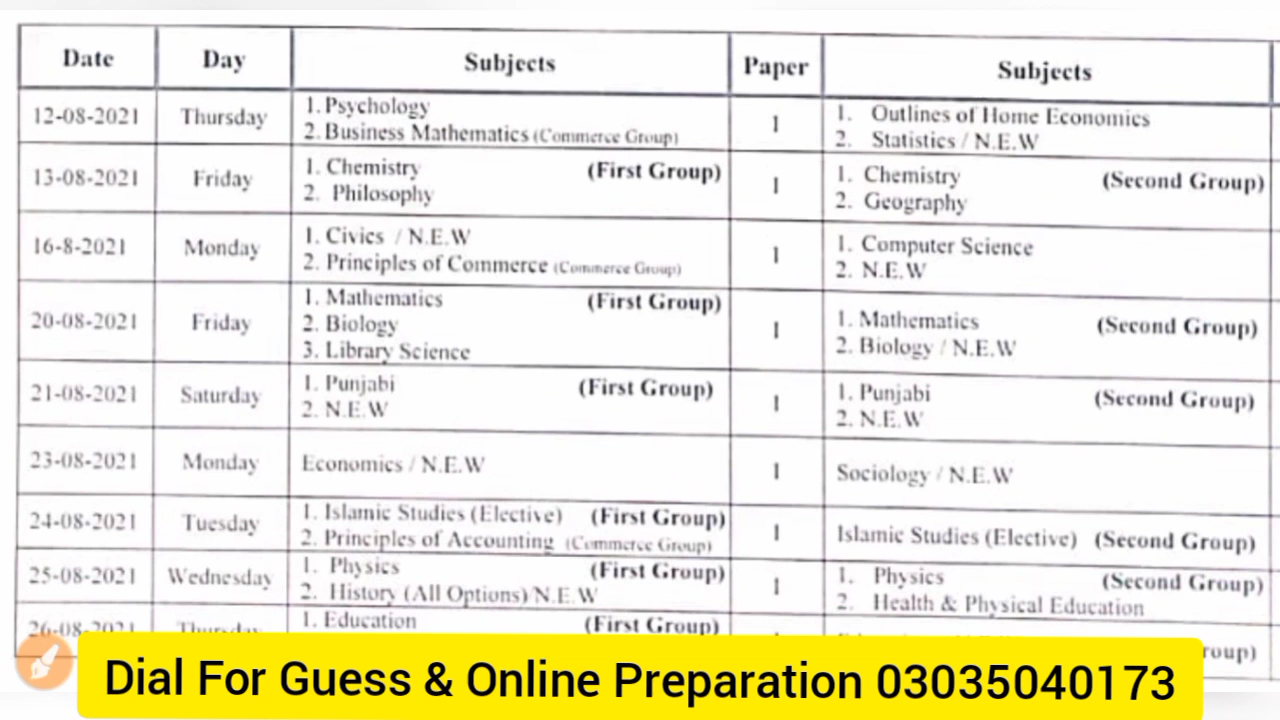 Date Day Subjects Paper Subjects
12-08-2021 Thursday 1. Psychology 1 1. Outlines of Home Economics
2. Business Mathematics (Commerce Group) 2. Statistics / N.E.W
13-08-2021 Friday 1. Chemistry (First Group) 1 1. Chemistry (Second Group)
2. Philosophy 2. Geography
16-8-2021 Monday 1. Civics / N.E.W 1 1. Computer Science
2. Principles of Commerce (Commerce Group) 2. N.E.W
20-08-2021 Friday 1. Mathematics (First Group) 1 1. Mathematics (Second Group)
2. Biology 2. Biology / N.E.W
3. Library Science
21-08-2021 Saturday 1. Punjabi (First Group) 1 1. Punjabi (Second Group)
2. N.E.W 2. N.E.W
23-08-2021 Monday Economics / N.E.W 1 Sociology / N.E.W
24-08-2021 Tuesday 1. Islamic Studies (Elective) (First Group) 1 Islamic Studies (Elective) (Second Group)
2. Principles of Accounting (Commerce Group)
25-08-2021 Wednesday 1. Physics (First Group) 1 1. Physics (Second Group)
2. History (All Options) N.E.W 2. Health & Physical Education
26-08-2021 Thursday 1. Education (First Group)
Dial For Guess & Online Preparation 03035040173